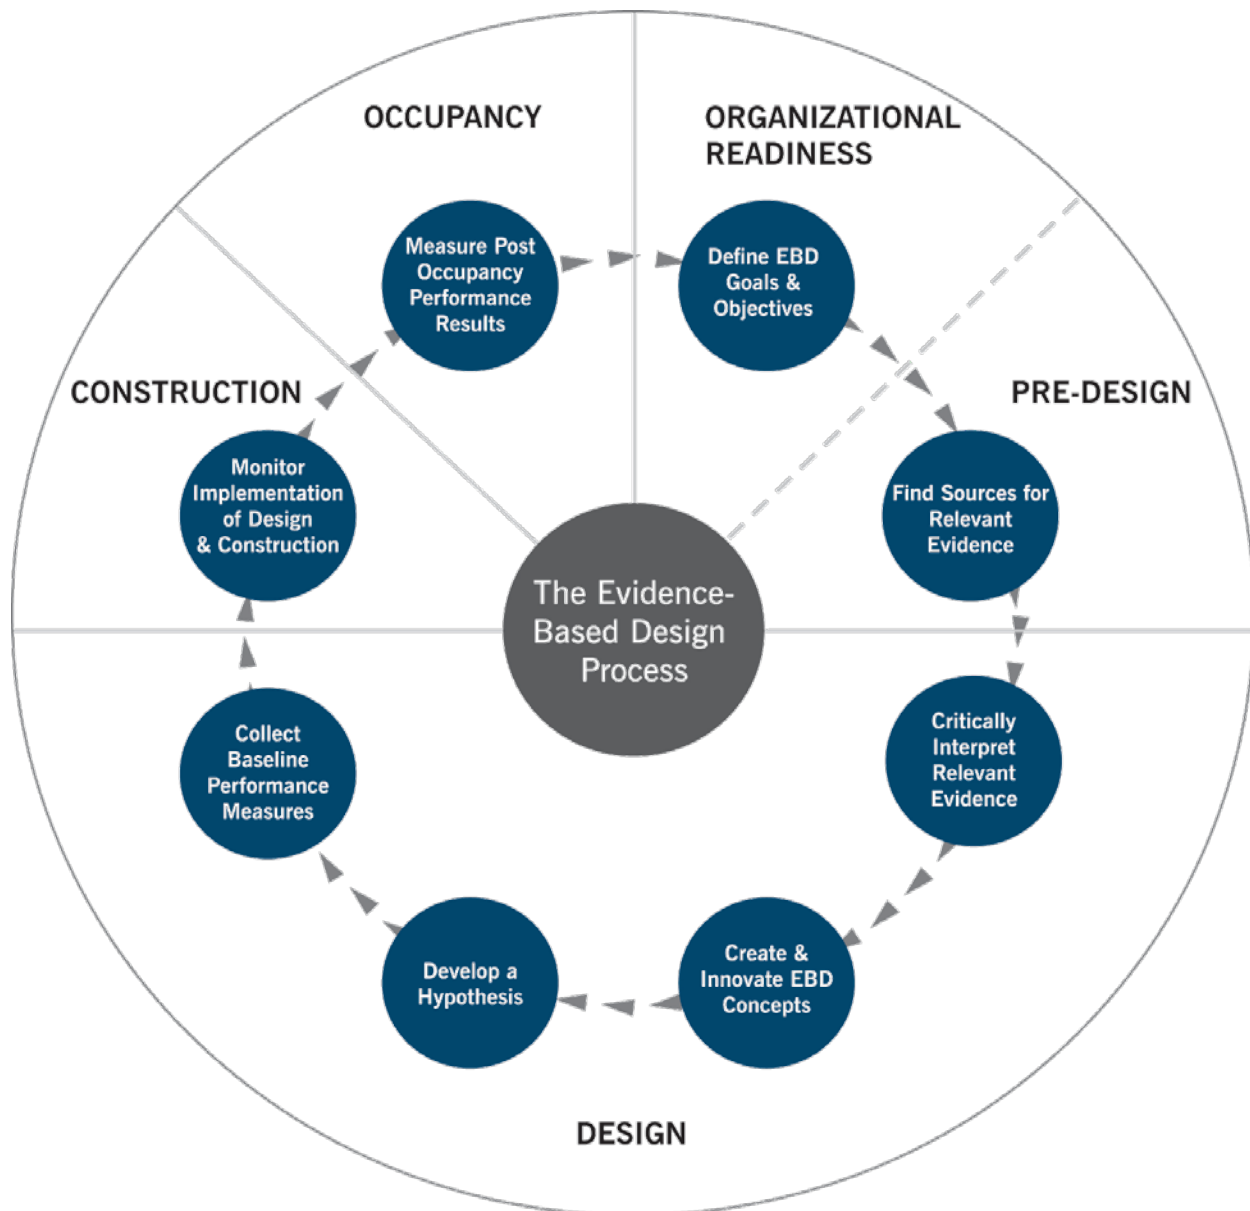 OCCUPANCY
ORGANIZATIONAL
READINESS
Measure Post
Occupancy
Performance
Results
Define EBD
Goals &
Objectives
CONSTRUCTION
PRE-DESIGN
Monitor
Implementation
of Design
& Construction
Find Sources for
Relevant
Evidence
The Evidence-
Based Design
Process
Collect
Baseline
Performance
Measures
Critically
Interpret
Relevant
Evidence
Develop a
Hypothesis
Create &
Innovate EBD
Concepts
DESIGN